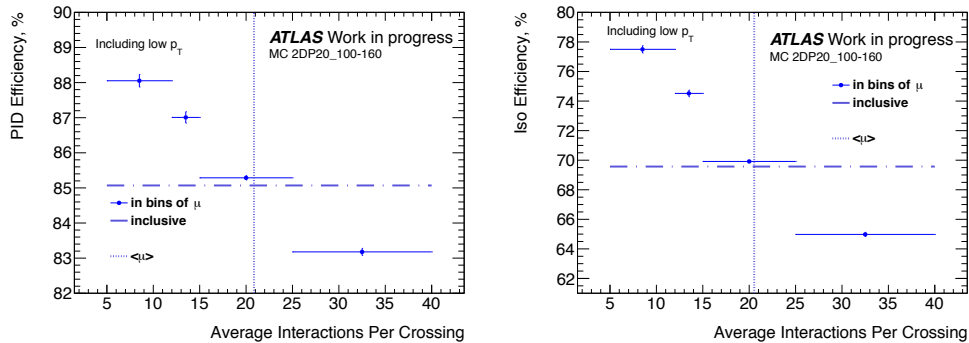 90
89
88
87
86
85
84
83
82
PID Efficiency, %
Including low pT
ATLAS Work in progress
MC 2DP20_100-160
in bins of μ
inclusive
<μ>
5 10 15 20 25 30 35 40
Average Interactions Per Crossing
80
78
76
74
72
70
68
66
64
62
Iso Efficiency, %
Including low pT
ATLAS Work in progress
MC 2DP20_100-160
in bins of μ
inclusive
<μ>
5 10 15 20 25 30 35 40
Average Interactions Per Crossing